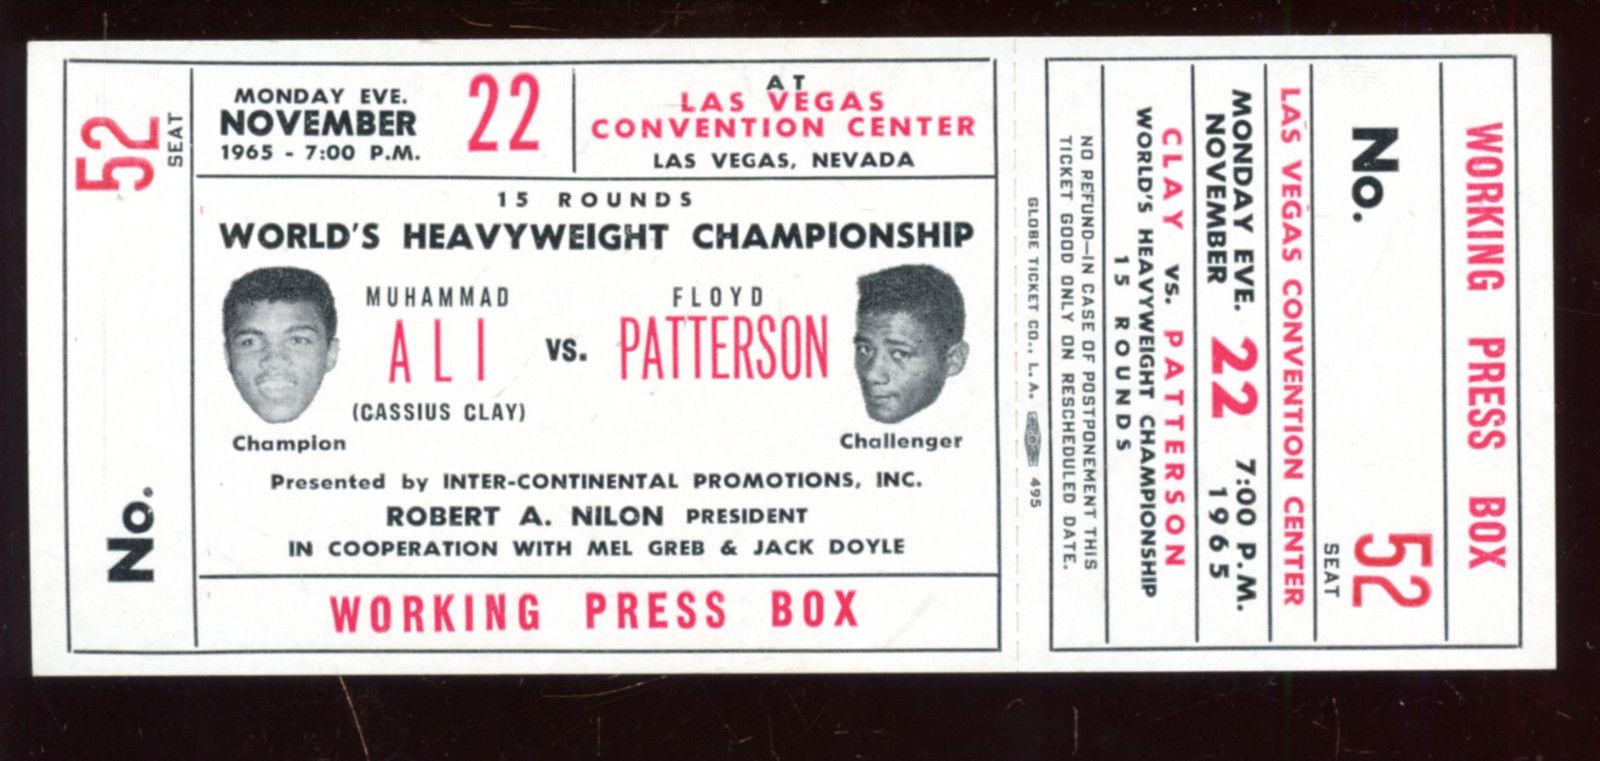 52
SEAT
No.
MONDAY EVE.
NOVEMBER
1965 - 7:00 P.M.
22
AT
LAS VEGAS
CONVENTION CENTER
LAS VEGAS, NEVADA
15 ROUNDS
WORLD'S HEAVYWEIGHT CHAMPIONSHIP
MUHAMMAD
ALI
(CASSIUS CLAY)
Champion
vs.
FLOYD
PATTERSON
Challenger
Presented by INTER-CONTINENTAL PROMOTIONS, INC.
ROBERT A. NILON PRESIDENT
IN COOPERATION WITH MEL GREB & JACK DOYLE
WORKING PRESS BOX
GLOBE TICKET CO., L. A. 495
WORKING PRESS BOX
No. 52
SEAT
LAS VEGAS CONVENTION CENTER
MONDAY EVE. 22 7:00 P.M.
NOVEMBER 1965
CLAY vs. PATTERSON
WORLD'S HEAVYWEIGHT CHAMPIONSHIP
15 ROUNDS
NO REFUND—IN CASE OF POSTPONEMENT THIS
TICKET GOOD ONLY ON RESCHEDULED DATE.